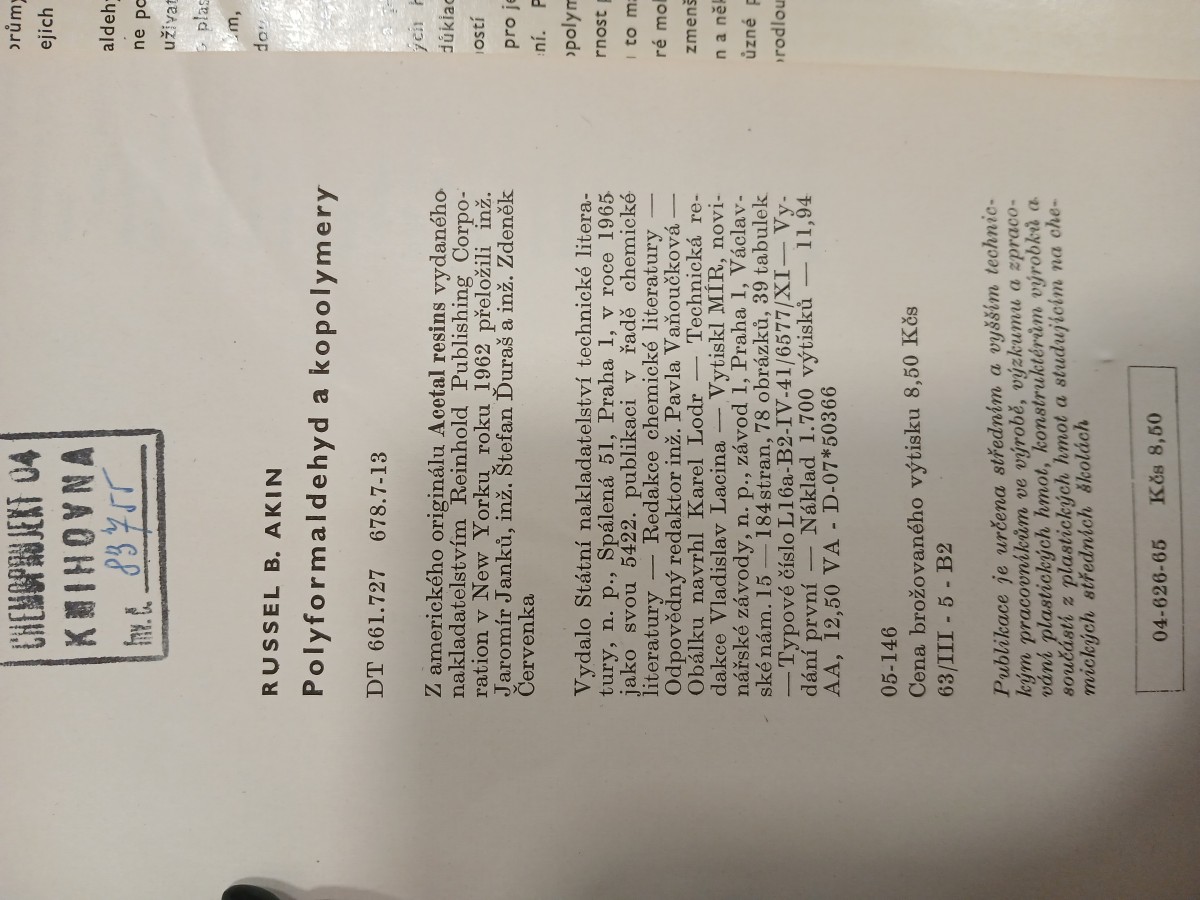 CHEMOPROJEKT 04
KNIHOVNA
Inv. č. 83755
RUSSEL B. AKIN
Polyformaldehyd a kopolymery
DT 661.727 678.7-13
Z amerického originálu Acetal resins vydaného
nakladatelstvím Reinhold Publishing Corpo-
ration v New Yorku roku 1962 přeložili inž.
Jaromír Janků, inž. Štefan Ďuraš a inž. Zdeněk
Červenka
Vydalo Státní nakladatelství technické litera-
tury, n. p., Spálená 51, Praha 1, v roce 1965
jako svou 5422. publikaci v řadě chemické
literatury — Redakce chemické literatury —
Odpovědný redaktor inž. Pavla Vaňoučková —
Obálku navrhl Karel Lodr — Technická re-
dakce Vladislav Lacina — Vytiskl MÍR, novi-
nářské závody, n. p., závod 1, Praha 1, Václav-
ské nám. 15 — 184 stran, 78 obrázků, 39 tabulek
— Typové číslo L16a-B2-IV-41/6577/XI — Vy-
dání první — Náklad 1.700 výtisků — 11,94
AA, 12,50 VA - D-07*50366
05-146
Cena brožovaného výtisku 8,50 Kčs
63/III - 5 - B2
Publikace je určena středním a vyšším technic-
kým pracovníkům ve výrobě, výzkumu a zpraco-
vání plastických hmot, konstruktérům výrobků a
součástí z plastických hmot a studujícím na che-
mických středních školách
04-626-65 Kčs 8,50